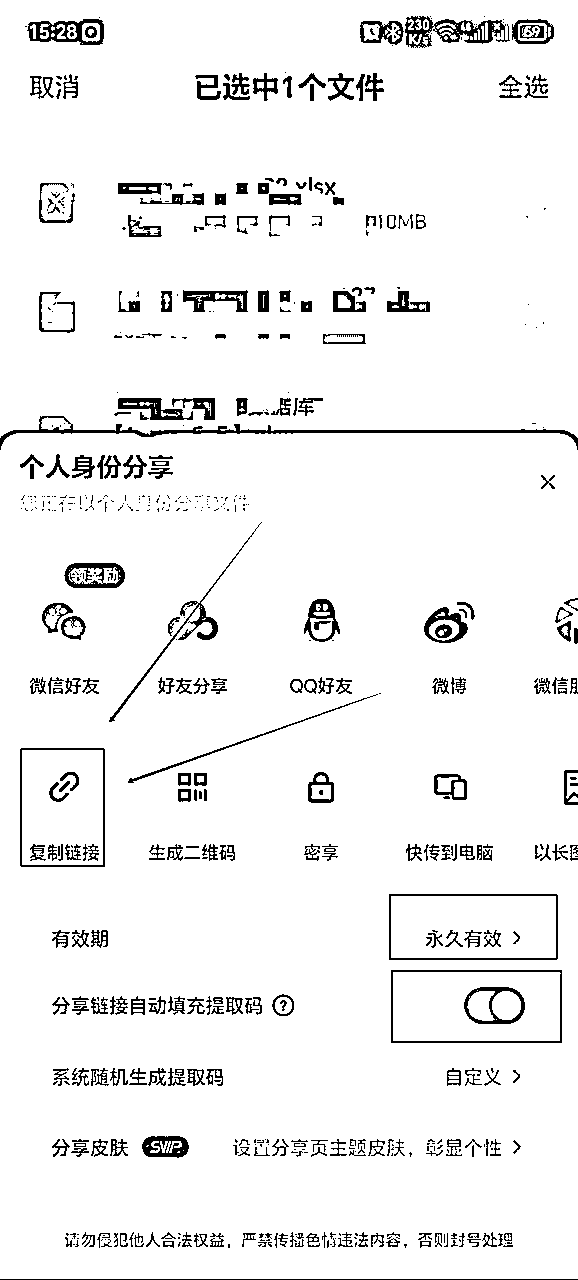 15:28
230 K/s
69
取消 已选中1个文件 全选
xlsx
10MB
个人身份分享
您正在以个人身份分享文件
领奖励
微信好友 好友分享 QQ好友 微博 微信朋
复制链接 生成二维码 密享 快传到电脑 以长图
有效期 永久有效
分享链接自动填充提取码
系统随机生成提取码 自定义
分享皮肤 SVIP 设置分享页主题皮肤，彰显个性
请勿侵犯他人合法权益，严禁传播色情违法内容，否则封号处理